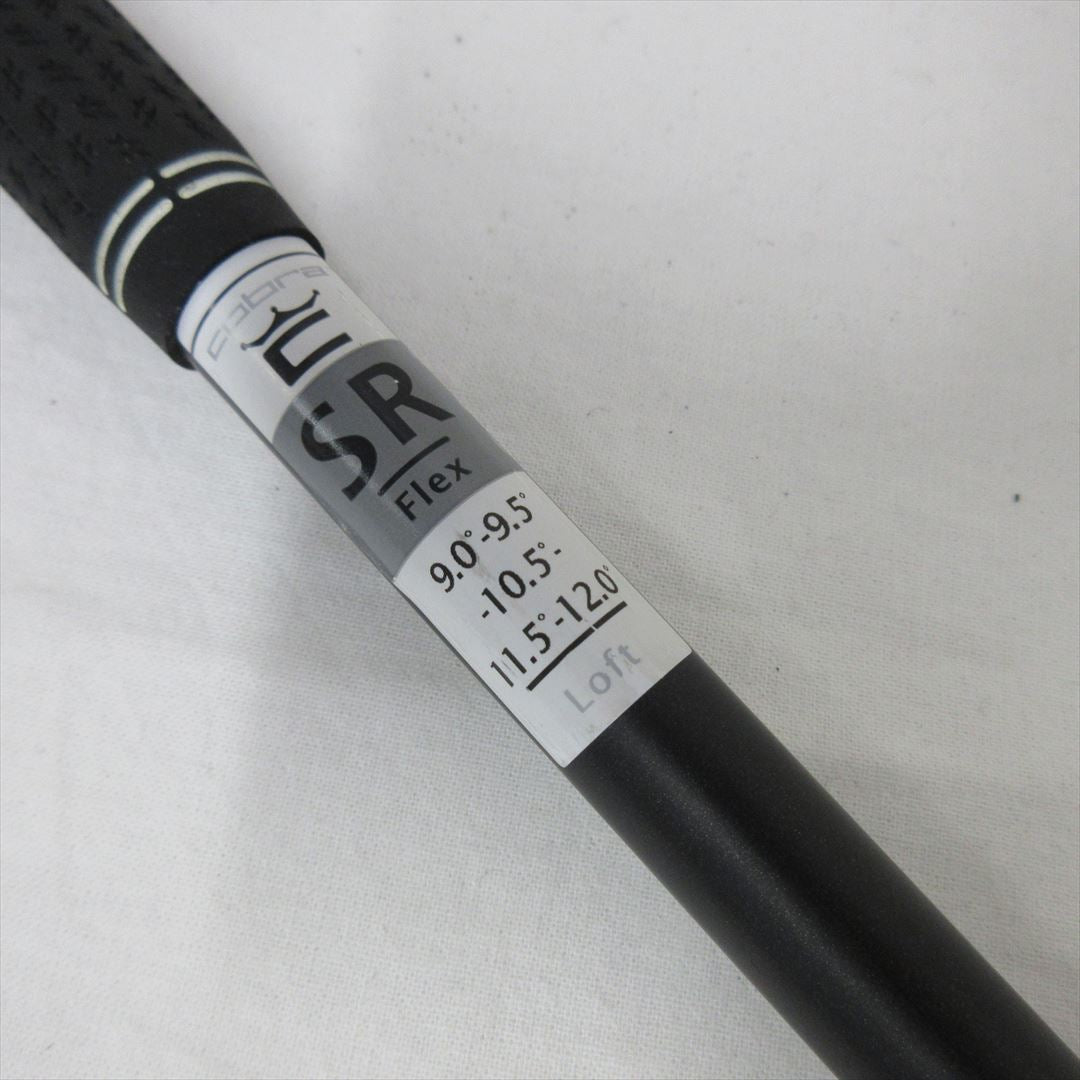 cobra
SR
Flex
9.0°-9.5°
-10.5°-
11.5°-12.0°
Loft